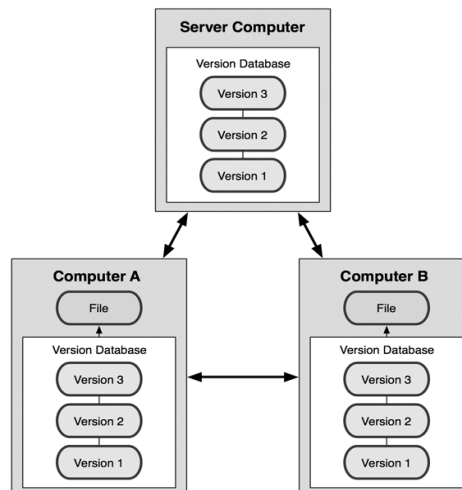 Server Computer
Version Database
Version 3
Version 2
Version 1
Computer A
File
Version Database
Version 3
Version 2
Version 1
Computer B
File
Version Database
Version 3
Version 2
Version 1